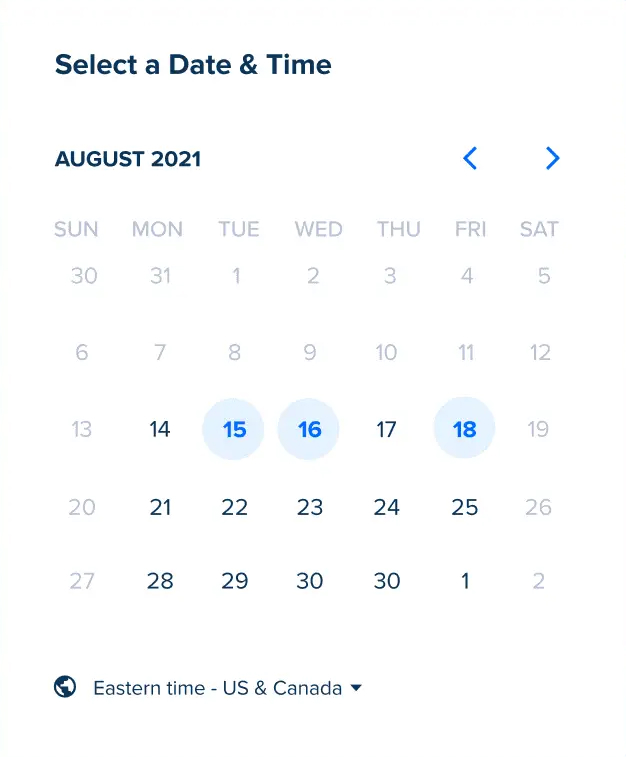 Select a Date & Time
AUGUST 2021
SUN MON TUE WED THU FRI SAT
30 31 1 2 3 4 5
6 7 8 9 10 11 12
13 14 15 16 17 18 19
20 21 22 23 24 25 26
27 28 29 30 30 1 2
Eastern time - US & Canada